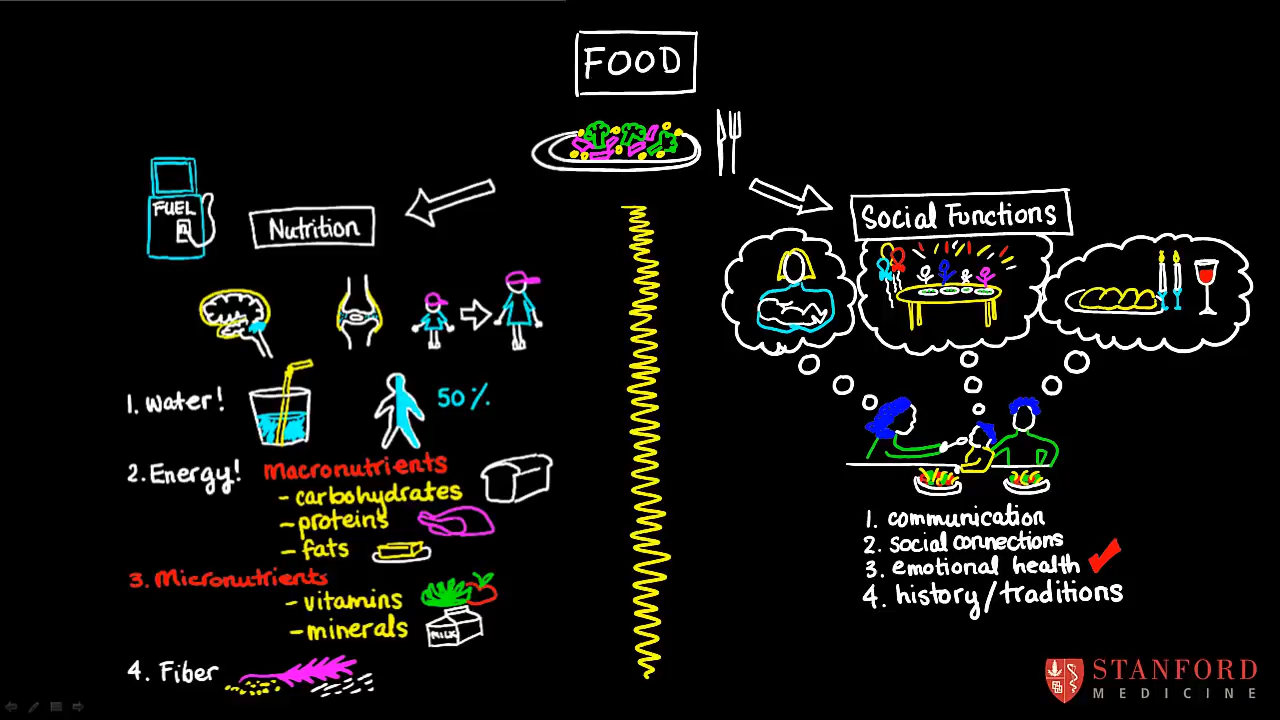 FOOD
FUEL
Nutrition
1. Water!
50%
2. Energy!
Macronutrients
- carbohydrates
- proteins
- fats
3. Micronutrients
- vitamins
- minerals
MILK
4. Fiber
Social Functions
1. communication
2. social connections
3. emotional health
4. history/traditions
STANFORD
MEDICINE